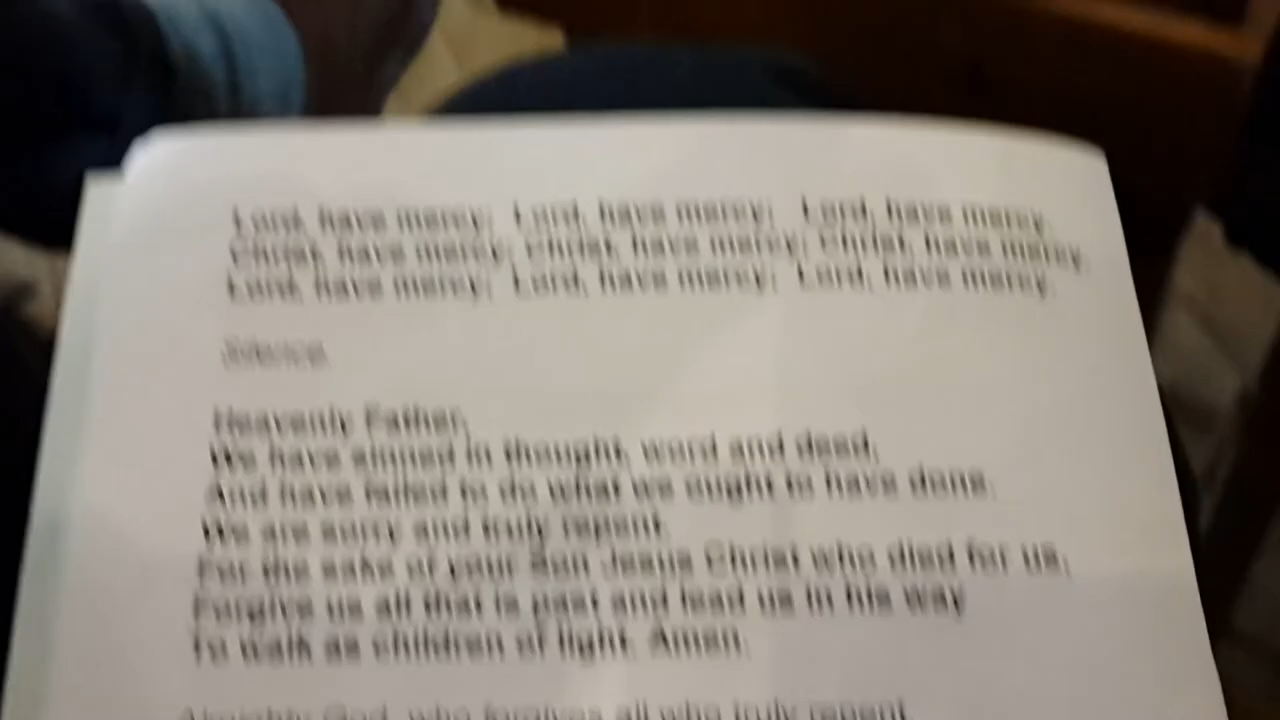 Lord, have mercy; Lord, have mercy; Lord, have mercy.
Christ, have mercy; Christ, have mercy; Christ, have mercy.
Lord, have mercy; Lord, have mercy; Lord, have mercy.
Silence.
Heavenly Father,
We have sinned in thought, word and deed,
And have failed to do what we ought to have done.
We are sorry and truly repent.
For the sake of your Son Jesus Christ who died for us,
Forgive us all that is past and lead us in his way
To walk as children of light. Amen.
Almighty God, who forgives all who truly repent,